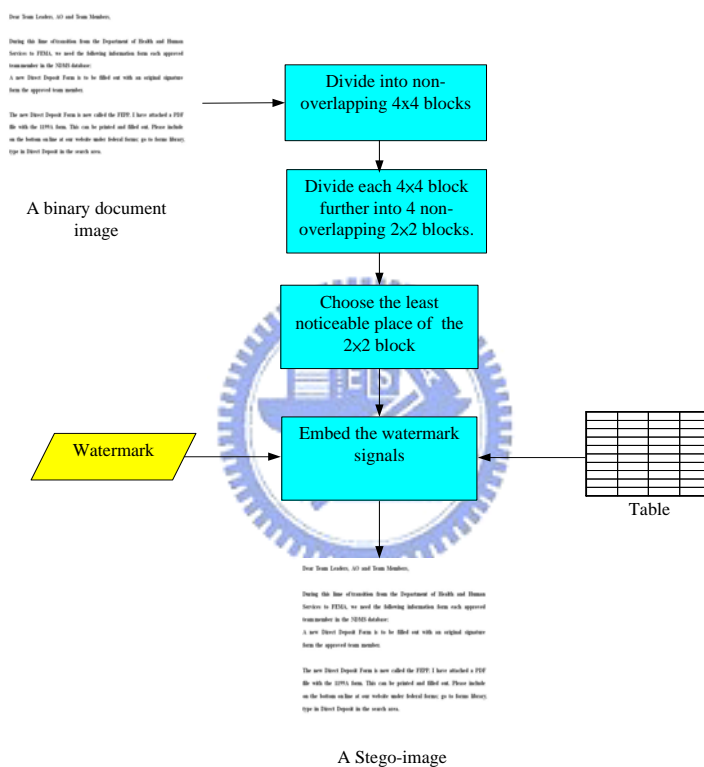 Dear Team Leaders, AO and Team Members,
During this lime of transition from the Department of Health and Human
Services to FEMA, we need the following information form each approved
team member in the NDMS database:
A new Direct Deposit Form is to be filled out with an original signature
form the approved team member.
The new Direct Deposit Form is now called the FEPP. I have attached a PDF
file with the 1199A form. This can be printed and filled out. Please include
on the bottom on line at our website under federal forms; go to forms library,
type in Direct Deposit in the search area.
A binary document
image
Divide into non-
overlapping 4x4 blocks
Divide each 4×4 block
further into 4 non-
overlapping 2×2 blocks.
Choose the least
noticeable place of the
2×2 block
Embed the watermark
signals
Watermark
Table
Dear Team Leaders, AO and Team Members,
During this lime of transition from the Department of Health and Human
Services to FEMA, we need the following information form each approved
team member in the NDMS database:
A new Direct Deposit Form is to be filled out with an original signature
form the approved team member.
The new Direct Deposit Form is now called the FEPP. I have attached a PDF
file with the 1199A form. This can be printed and filled out. Please include
on the bottom on line at our website under federal forms; go to forms library,
type in Direct Deposit in the search area.
A Stego-image